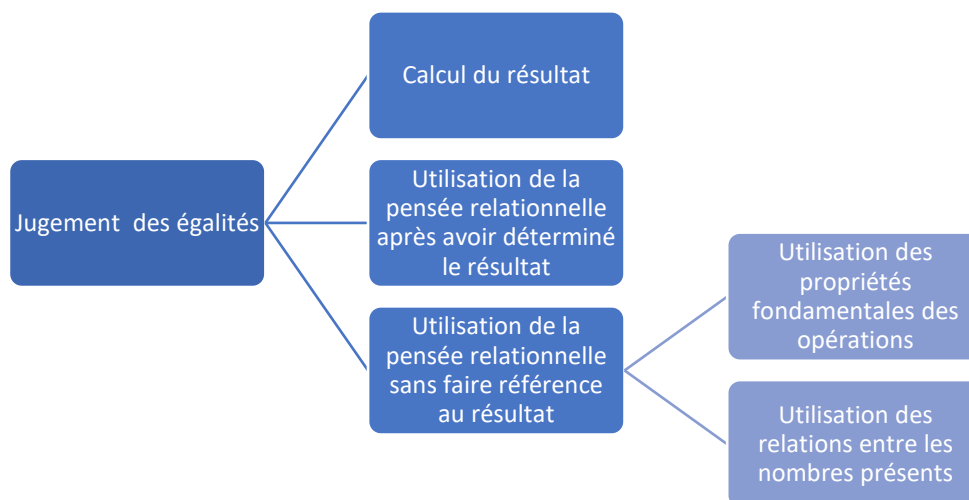 Calcul du résultat
Jugement des égalités
Utilisation de la
pensée relationnelle
après avoir déterminé
le résultat
Utilisation de la
pensée relationnelle
sans faire référence
au résultat
Utilisation des
propriétés
fondamentales des
opérations
Utilisation des
relations entre les
nombres présents